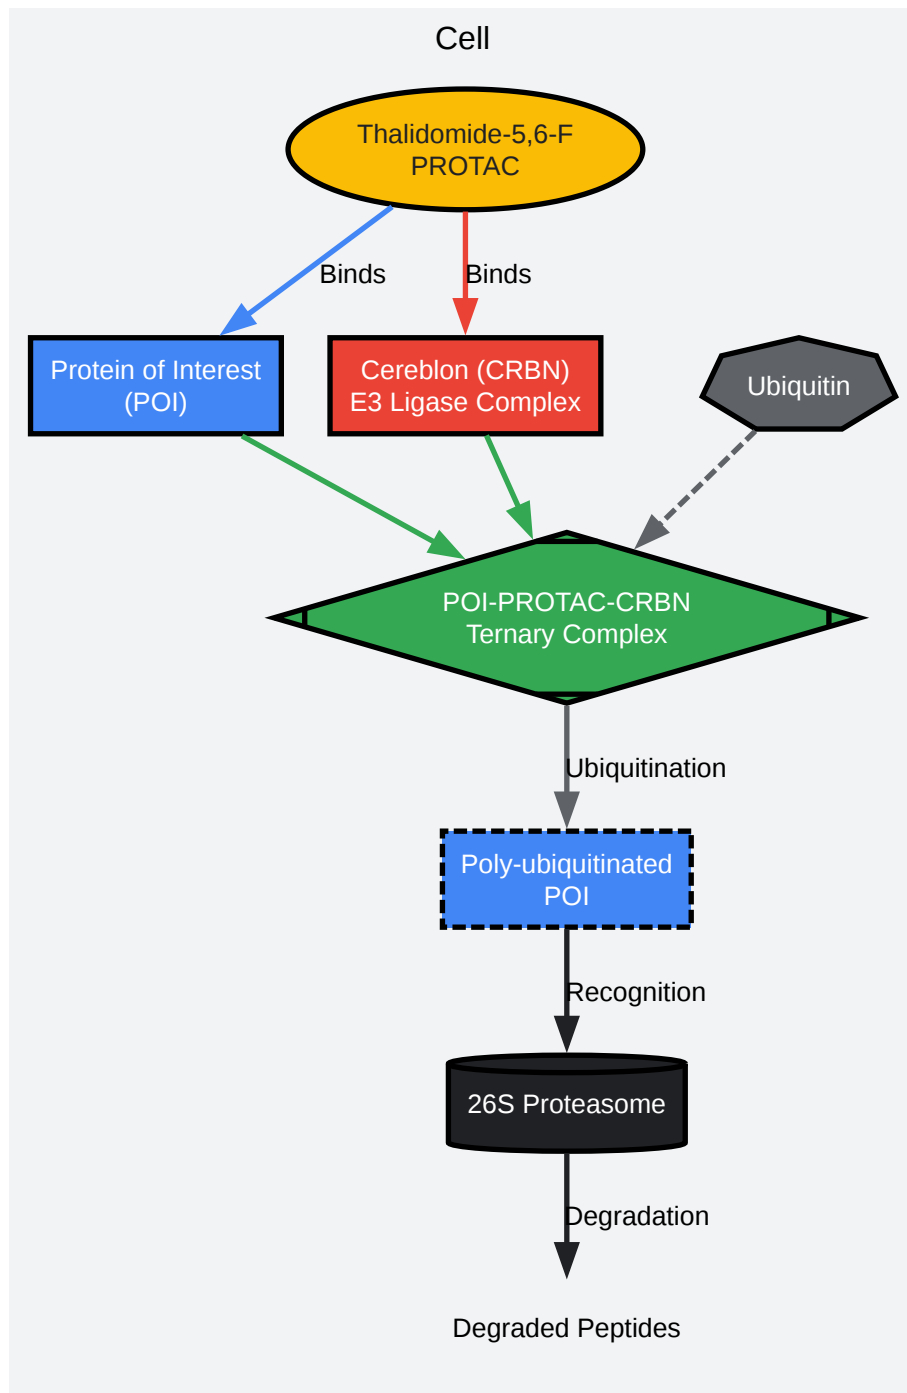 Cell
Thalidomide-5,6-F
PROTAC
Binds
Binds
Protein of Interest
(POI)
Cereblon (CRBN)
E3 Ligase Complex
Ubiquitin
POI-PROTAC-CRBN
Ternary Complex
Ubiquitination
Poly-ubiquitinated
POI
Recognition
26S Proteasome
Degradation
Degraded Peptides